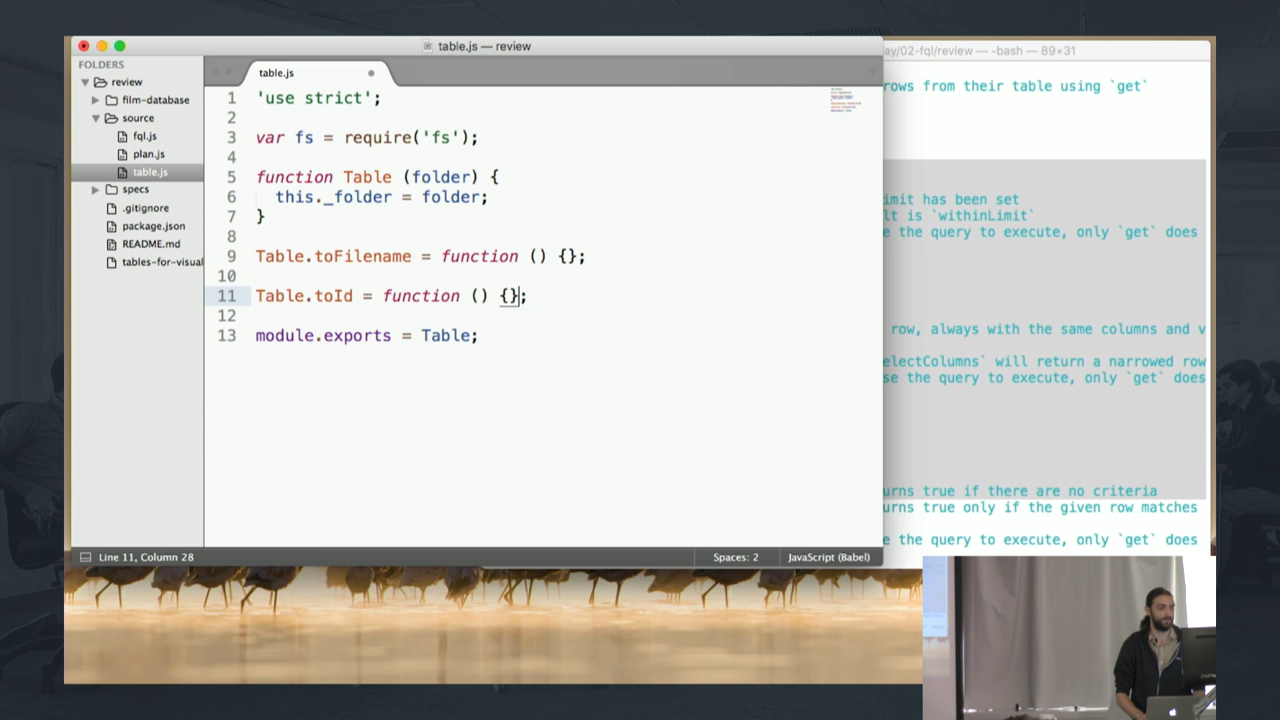 table.js — review
ay/02-fql/review — -bash — 89×31
FOLDERS
review
film-database
source
fql.js
plan.js
table.js
specs
.gitignore
package.json
README.md
tables-for-visual
table.js
1 'use strict';
2
3 var fs = require('fs');
4
5 function Table (folder) {
6 this._folder = folder;
7 }
8
9 Table.toFilename = function () {};
10
11 Table.toId = function () {};
12
13 module.exports = Table;
Line 11, Column 28
Spaces: 2
JavaScript (Babel)
rows from their table using `get`
imit has been set
lt is `withinLimit`
e the query to execute, only `get` does
row, always with the same columns and v
electColumns` will return a narrowed row
se the query to execute, only `get` does
urns true if there are no criteria
urns true only if the given row matches
e the query to execute, only `get` does